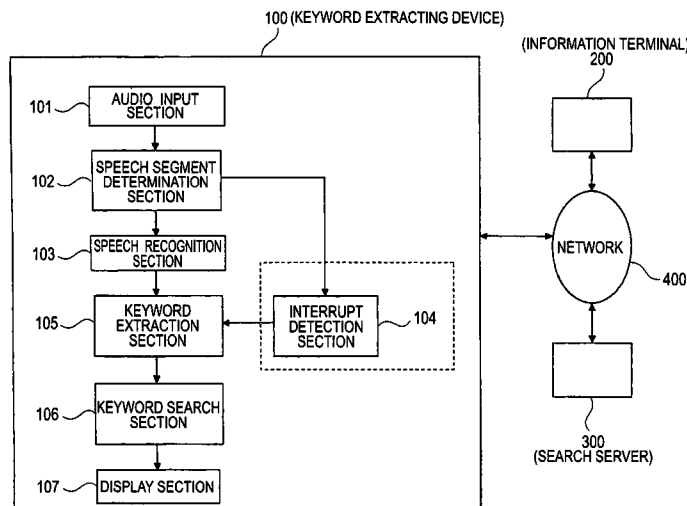 100 (KEYWORD EXTRACTING DEVICE)
(INFORMATION TERMINAL)
200
101
AUDIO INPUT
SECTION
102
SPEECH SEGMENT
DETERMINATION
SECTION
103
SPEECH RECOGNITION
SECTION
105
KEYWORD
EXTRACTION
SECTION
INTERRUPT
DETECTION
SECTION
104
NETWORK
400
106
KEYWORD SEARCH
SECTION
300
(SEARCH SERVER)
107
DISPLAY SECTION